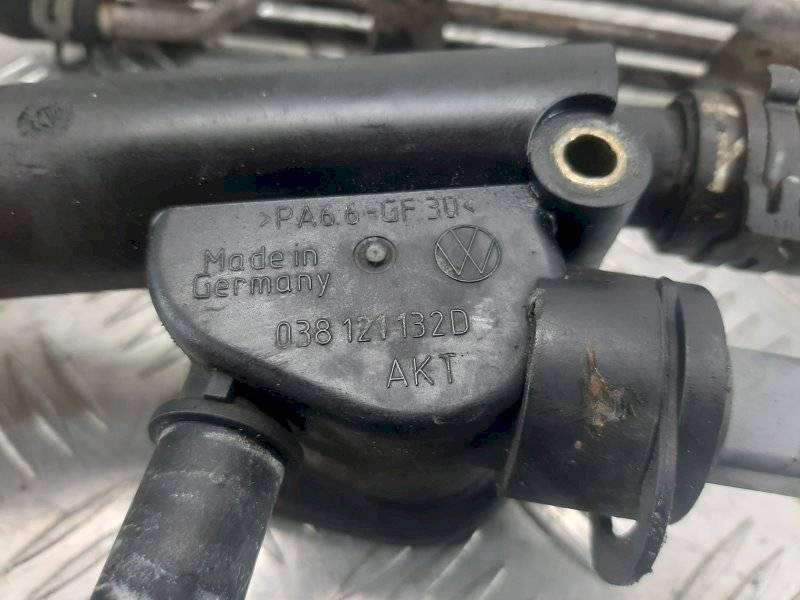 >PA6.6-GF30<
Made in
Germany
038 121 132D
AKT